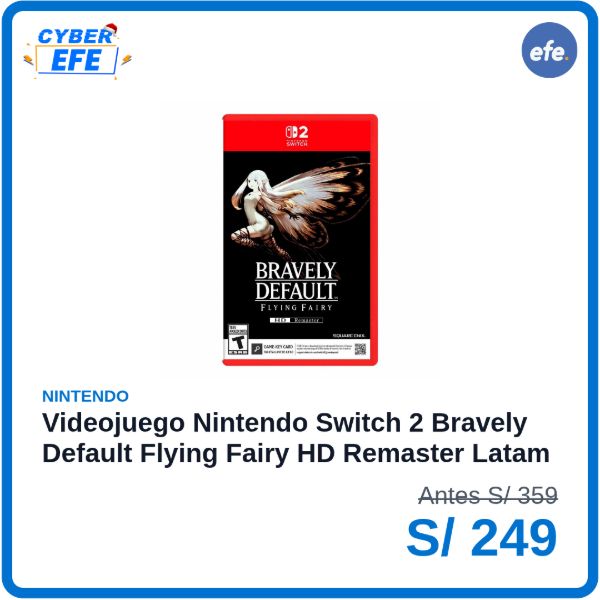 CYBER
EFE
efe.
2
NINTENDO
SWITCH
BRAVELY
DEFAULT
FLYING FAIRY
HD Remaster
SQUARE ENIX
T
GAME-KEY CARD
NINTENDO
Videojuego Nintendo Switch 2 Bravely
Default Flying Fairy HD Remaster Latam
Antes S/ 359
S/ 249